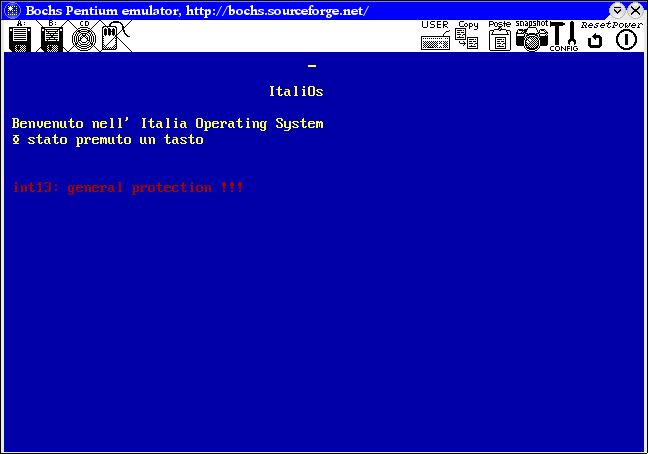 Bochs Pentium emulator, http://bochs.sourceforge.net/
A: B: CD USER Copy Paste snapshot CONFIG Reset Power
ItaliOs
Benvenuto nell' Italia Operating System
Φ stato premuto un tasto
int13: general protection !!!